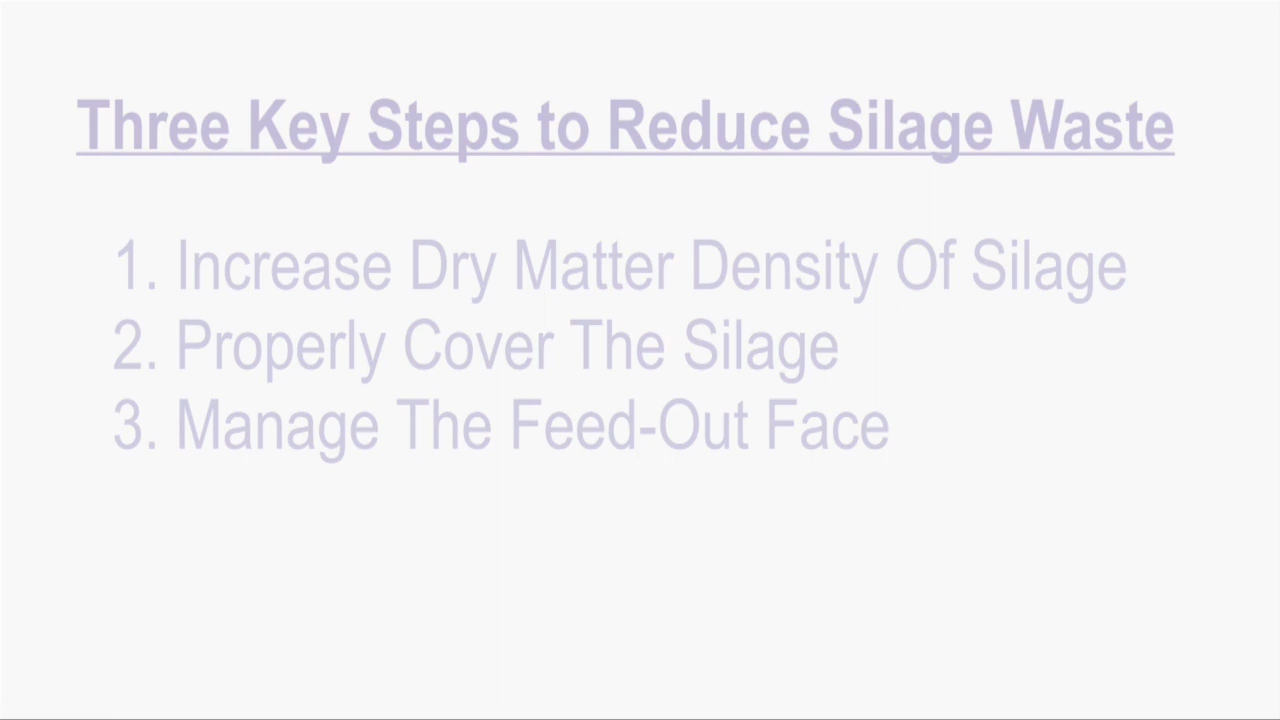 Three Key Steps to Reduce Silage Waste
1. Increase Dry Matter Density Of Silage
2. Properly Cover The Silage
3. Manage The Feed-Out Face